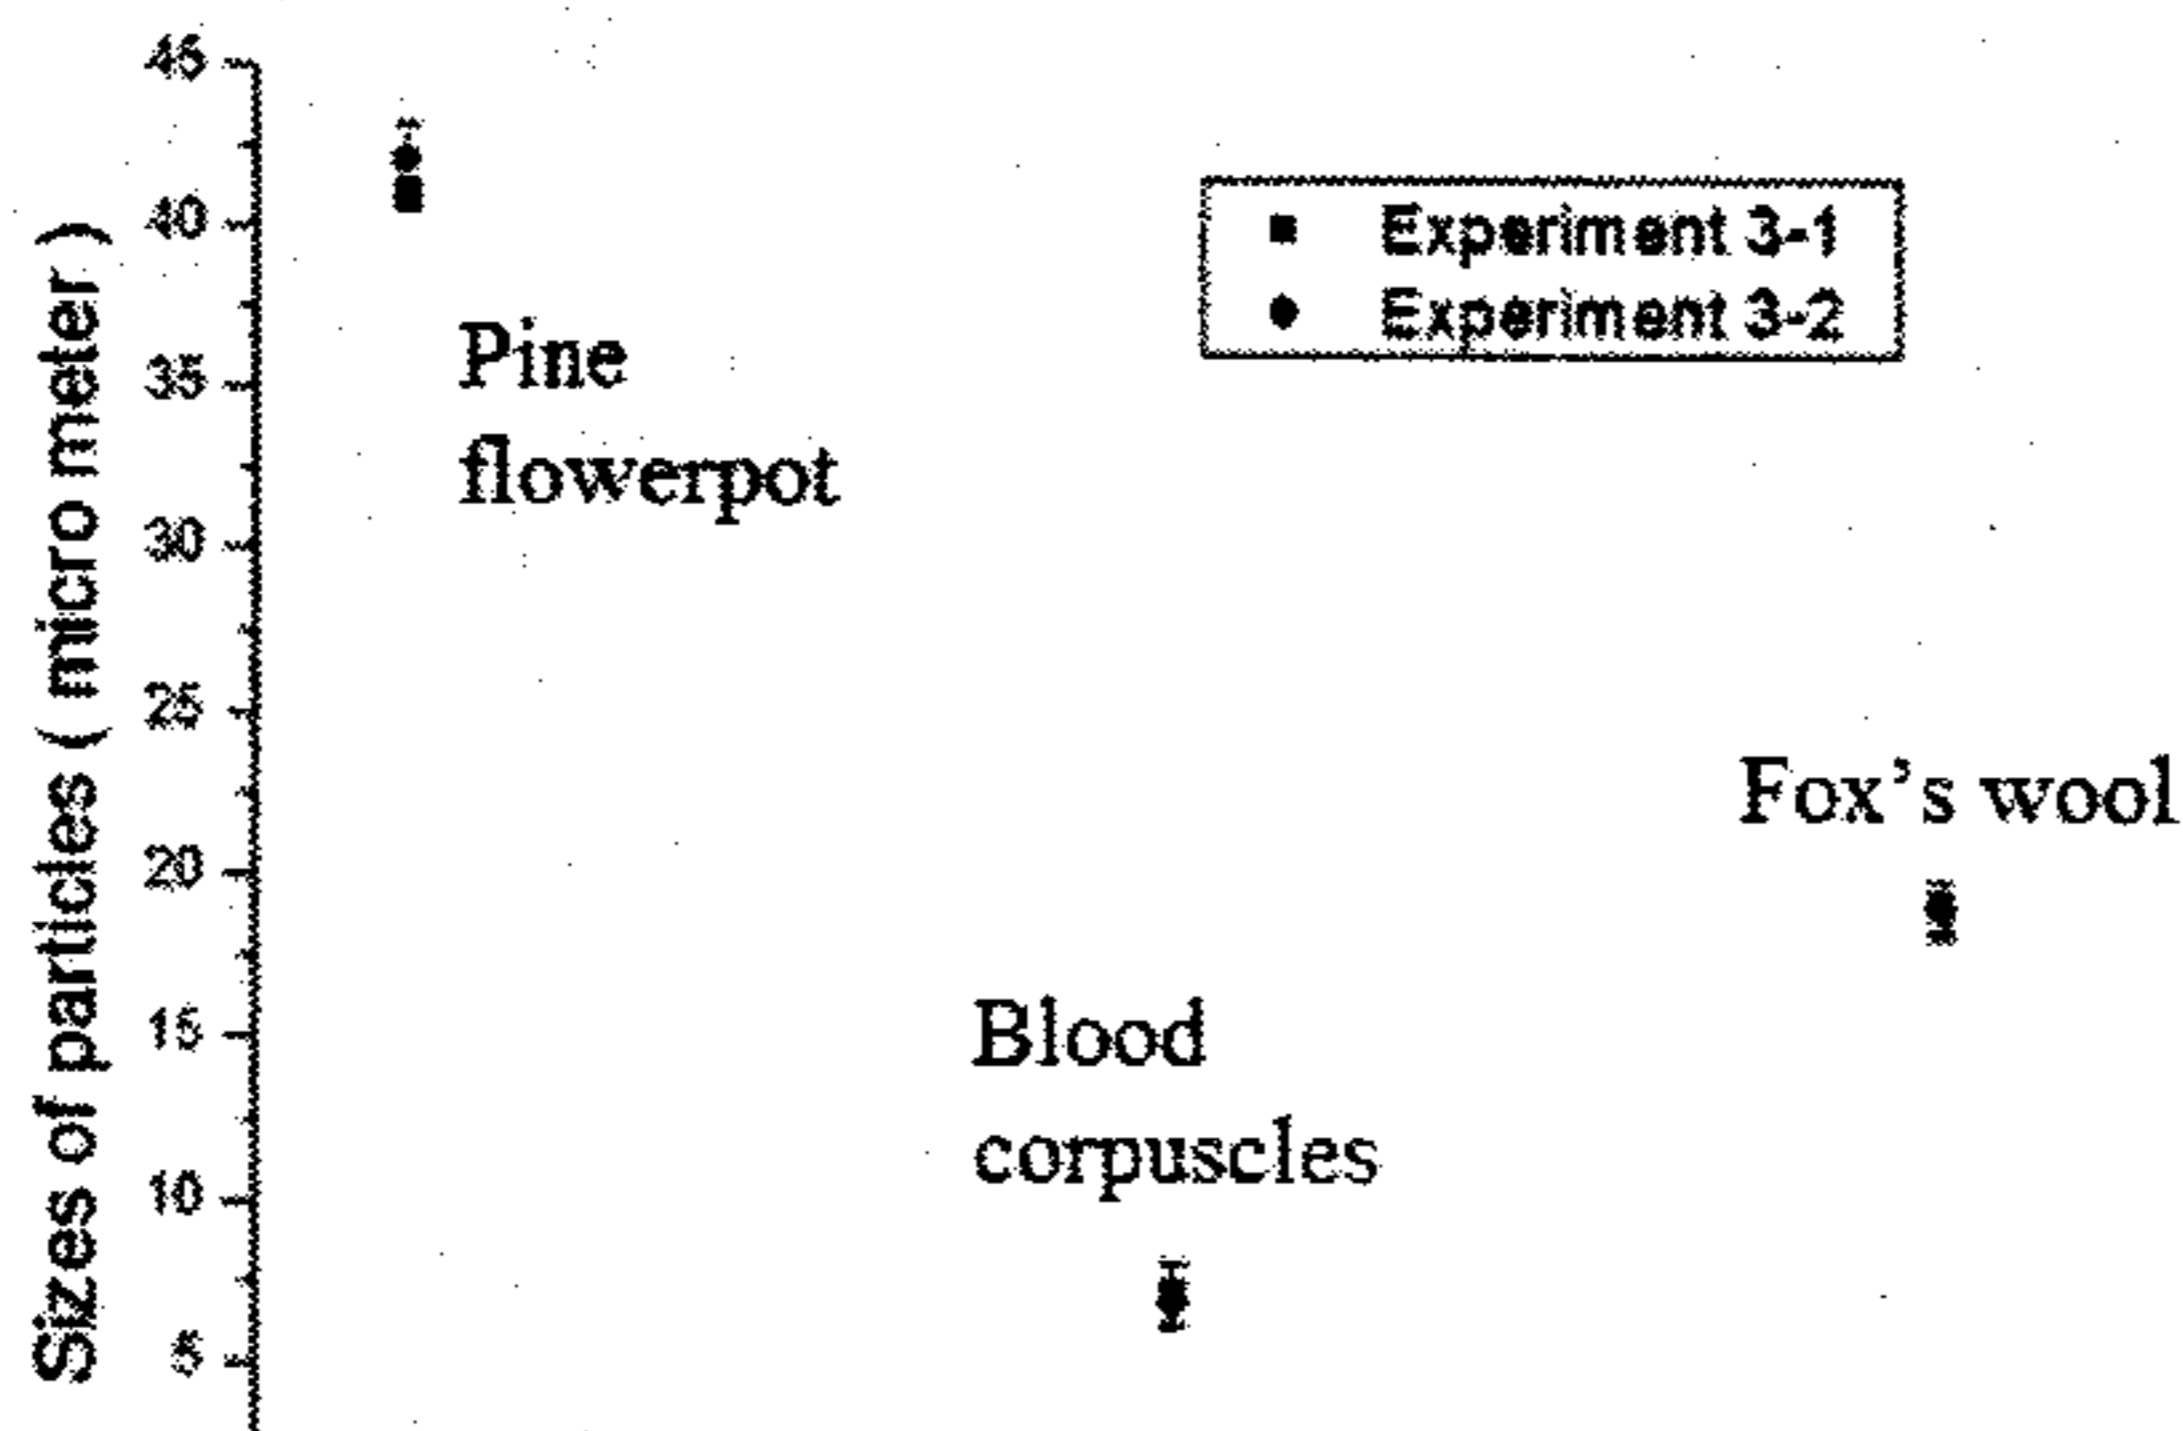 Sizes of particles ( micro meter )
45
40
35
30
25
20
15
10
5
Experiment 3-1
Experiment 3-2
Pine
flowerpot
Fox's wool
Blood
corpuscles